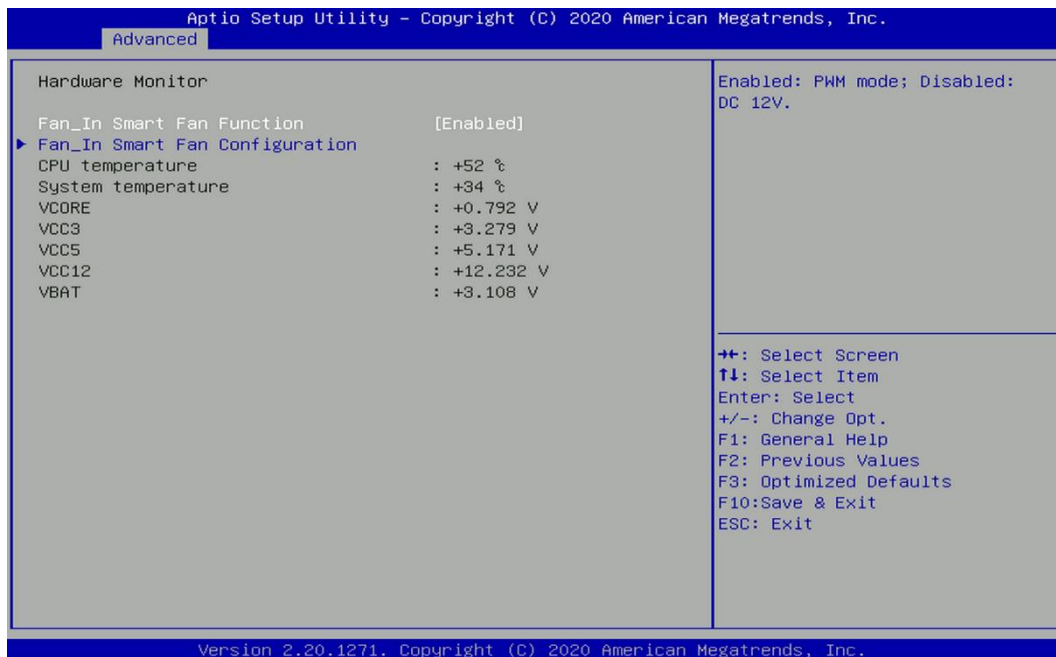 Aptio Setup Utility – Copyright (C) 2020 American Megatrends, Inc.
Advanced
Hardware Monitor
Fan_In Smart Fan Function [Enabled]
▶ Fan_In Smart Fan Configuration
CPU temperature : +52 ℃
System temperature : +34 ℃
VCORE : +0.792 V
VCC3 : +3.279 V
VCC5 : +5.171 V
VCC12 : +12.232 V
VBAT : +3.108 V
Enabled: PWM mode; Disabled:
DC 12V.
→←: Select Screen
↑↓: Select Item
Enter: Select
+/-: Change Opt.
F1: General Help
F2: Previous Values
F3: Optimized Defaults
F10:Save & Exit
ESC: Exit
Version 2.20.1271. Copyright (C) 2020 American Megatrends, Inc.